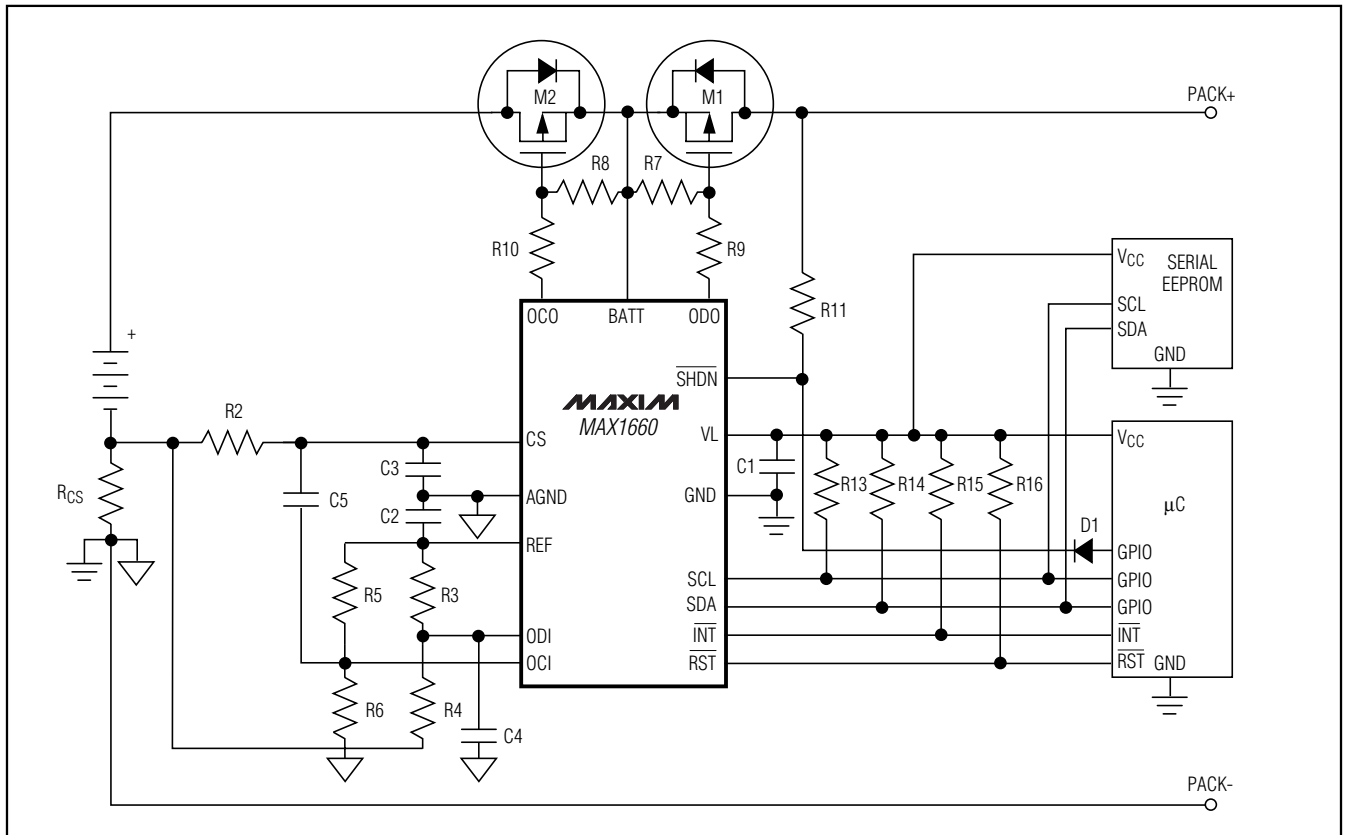 M2
M1
PACK+
R8
R7
R10
R9
R11
OCO
BATT
ODO
VCC
SERIAL
EEPROM
SCL
SDA
GND
+
SHDN
MAXIM
MAX1660
R2
CS
VL
VCC
C3
C1
R13
R14
R15
R16
RCS
C5
AGND
GND
μC
C2
D1
REF
GPIO
R5
R3
SCL
GPIO
SDA
GPIO
ODI
INT
INT
OCI
RST
RST
GND
R6
R4
C4
PACK-